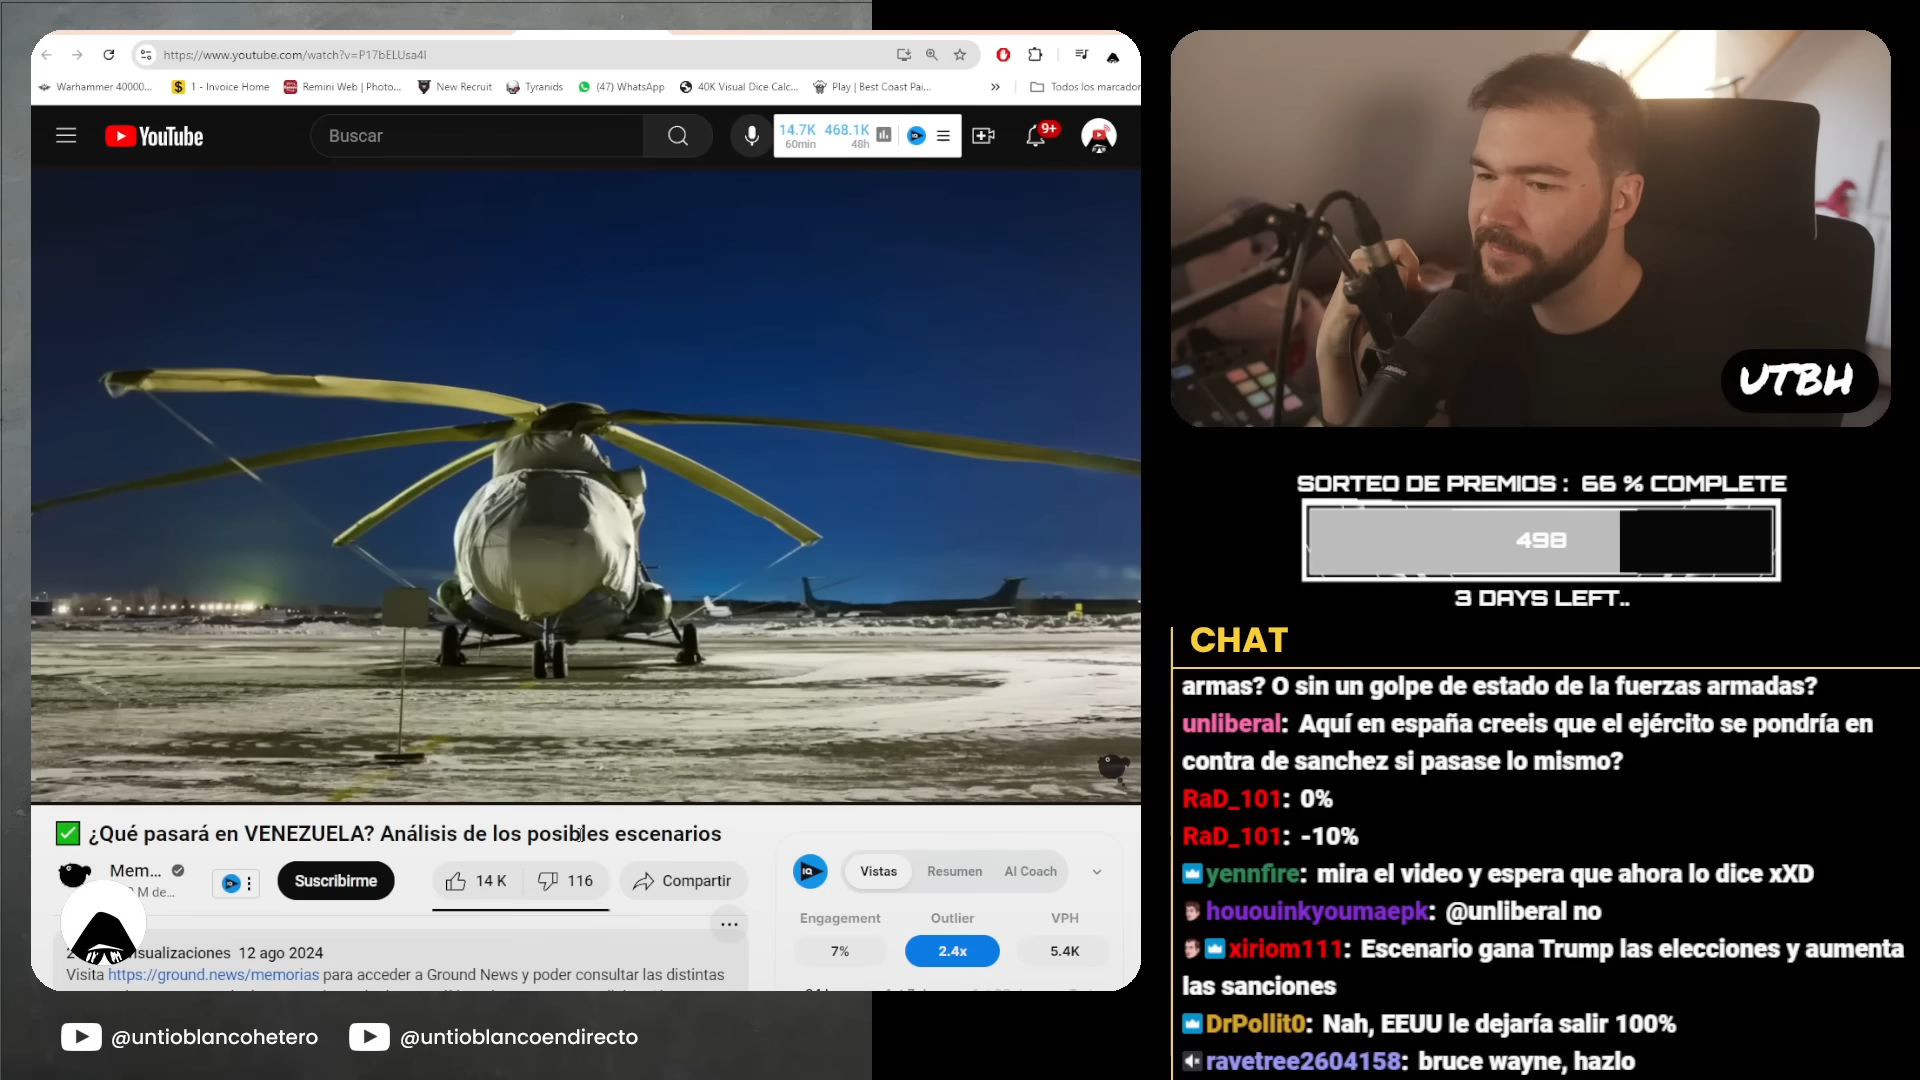 https://www.youtube.com/watch?v=P17bELUsa4I
Warhammer 40000...
1 - Invoice Home
Remini Web | Photo...
New Recruit
Tyranids
(47) WhatsApp
40K Visual Dice Calc...
Play | Best Coast Pai...
Todos los marcador
YouTube
Buscar
14.7K 468.1K
60min 48h
9+
UTBH
SORTEO DE PREMIOS : 66 % COMPLETE
498
3 DAYS LEFT..
¿Qué pasará en VENEZUELA? Análisis de los posibles escenarios
Mem...
M de...
IQ
Suscribirme
14 K
116
Compartir
IQ
Vistas
Resumen
AI Coach
Engagement
Outlier
VPH
7%
2.4x
5.4K
sualizaciones 12 ago 2024
Visita https://ground.news/memorias para acceder a Ground News y poder consultar las distintas
@untioblancohetero
@untioblancoendirecto
CHAT
armas? O sin un golpe de estado de la fuerzas armadas?
unliberal: Aquí en españa creeis que el ejército se pondría en
contra de sanchez si pasase lo mismo?
RaD_101: 0%
RaD_101: -10%
yennfire: mira el video y espera que ahora lo dice xXD
hououinkyoumaepk: @unliberal no
xiriom111: Escenario gana Trump las elecciones y aumenta
las sanciones
DrPollit0: Nah, EEUU le dejaría salir 100%
ravetree2604158: bruce wayne, hazlo